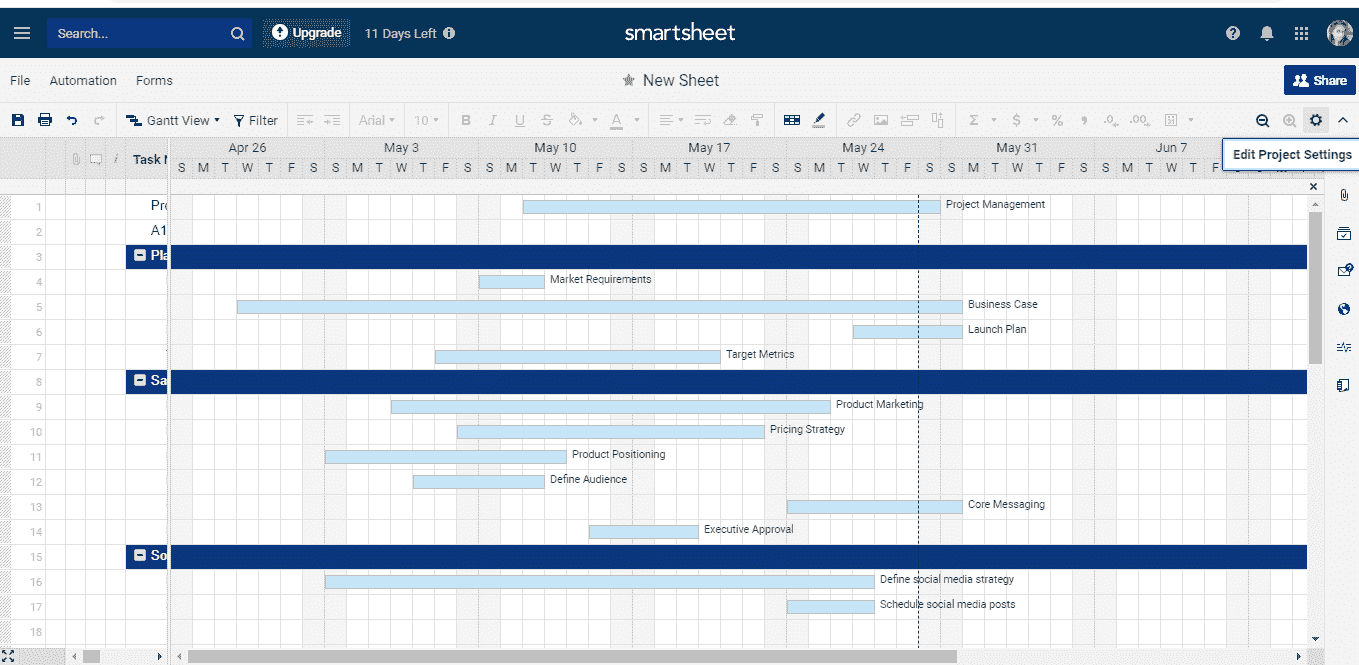 Search... Upgrade 11 Days Left smartsheet
File Automation Forms New Sheet Share
Gantt View Filter Arial 10 B I U S A Σ $ % .0 .00
Edit Project Settings
Apr 26 May 3 May 10 May 17 May 24 May 31 Jun 7
Task
S M T W T F S S M T W T F S S M T W T F S S M T W T F S S M T W T F S S M T W T F S S M T W T F
1 Project Management
2 A1
3
4 Market Requirements
5 Business Case
6 Launch Plan
7 Target Metrics
8
9 Product Marketing
10 Pricing Strategy
11 Product Positioning
12 Define Audience
13 Core Messaging
14 Executive Approval
15
16 Define social media strategy
17 Schedule social media posts
18